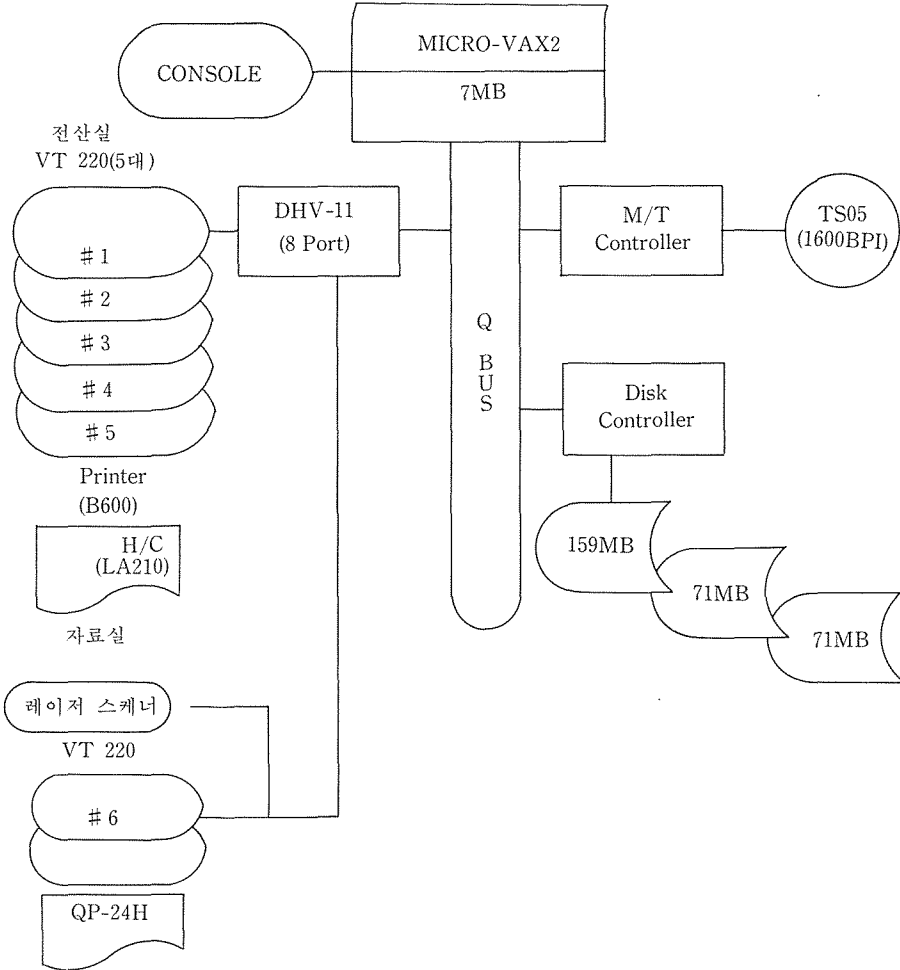 MICRO-VAX2
7MB
CONSOLE
전산실
VT 220(5대)
#1
#2
#3
#4
#5
DHV-11
(8 Port)
M/T
Controller
TS05
(1600BPI)
Q
B
U
S
Disk
Controller
159MB
71MB
71MB
Printer
(B600)
H/C
(LA210)
자료실
레이저 스케너
VT 220
#6
QP-24H